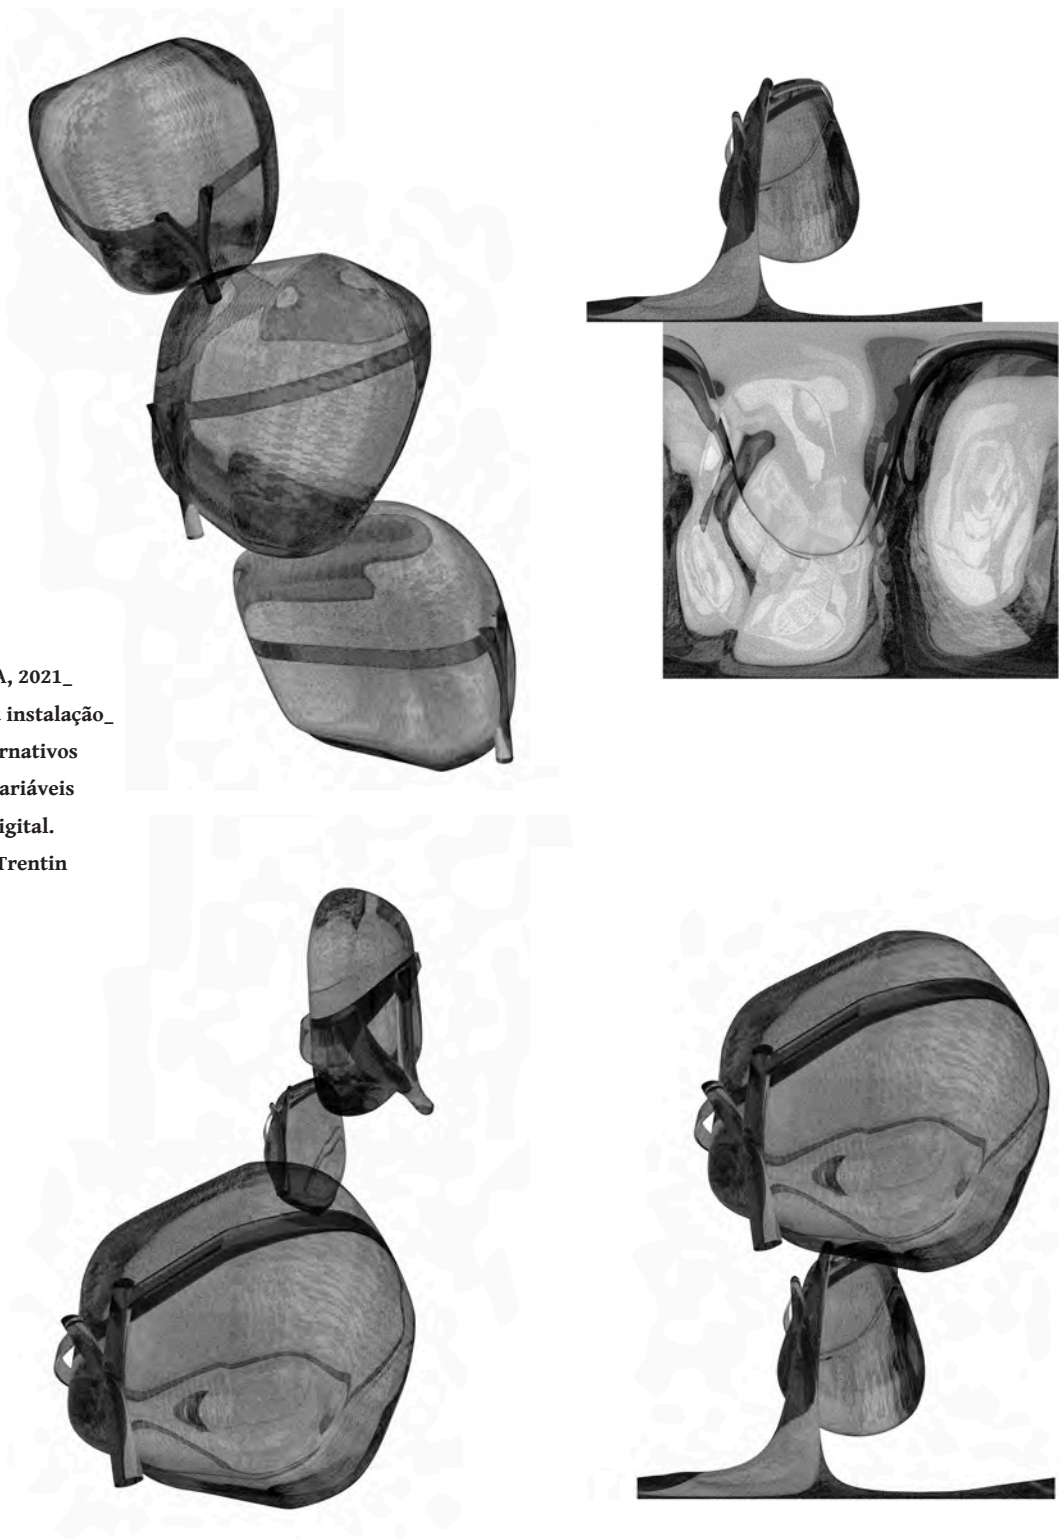 A, 2021_
instalação_
rnativos
ariáveis
igital.
Trentin